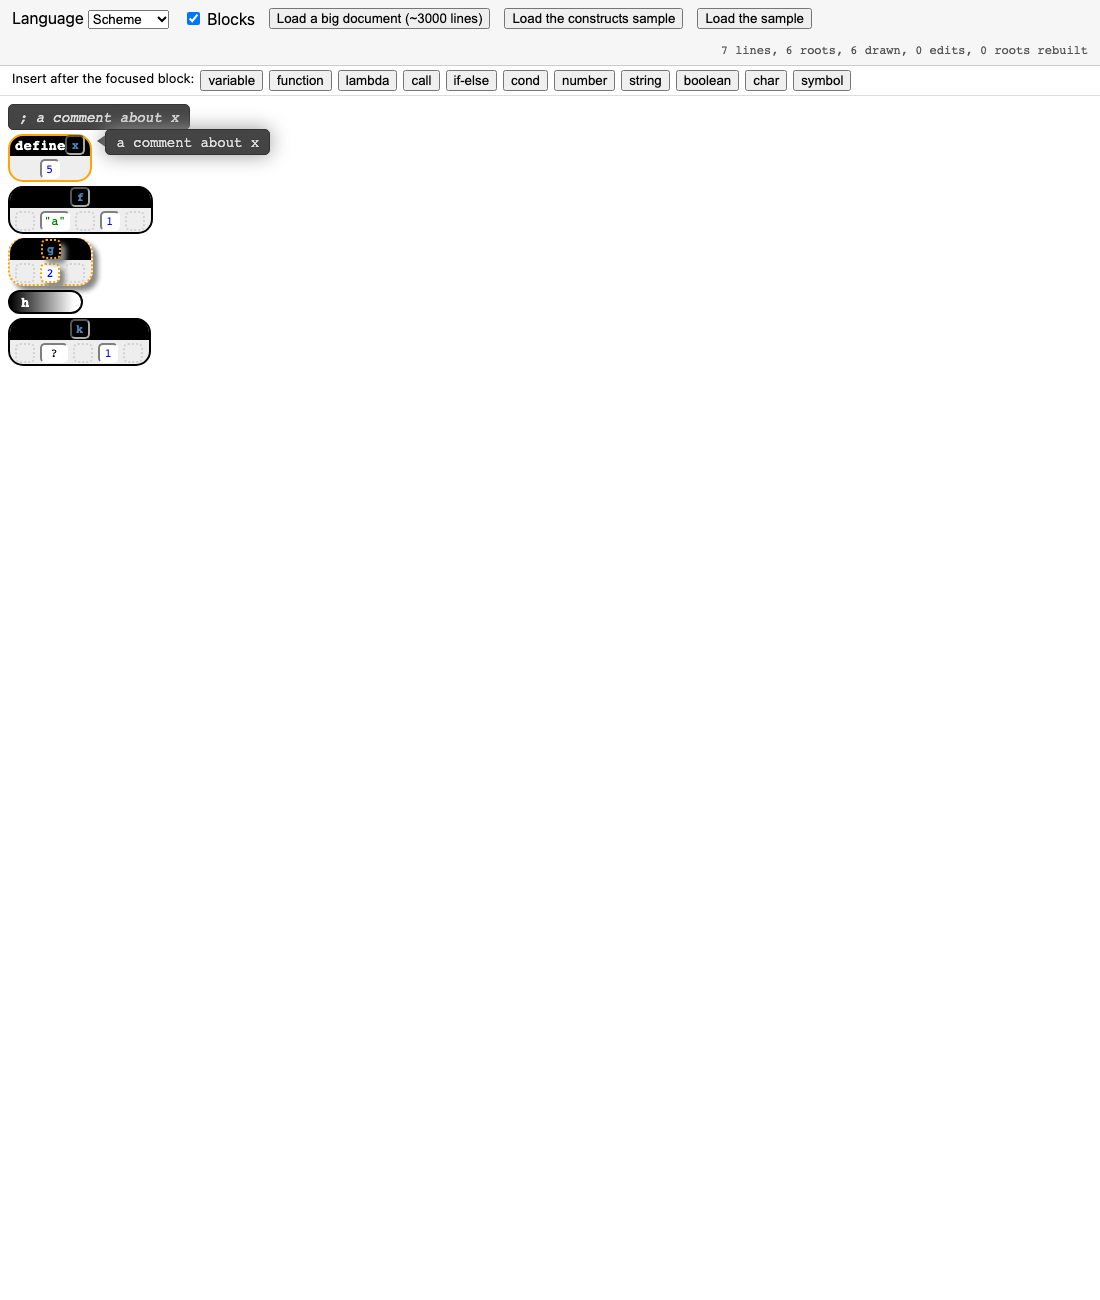 Language Scheme Blocks Load a big document (~3000 lines) Load the constructs sample Load the sample
7 lines, 6 roots, 6 drawn, 0 edits, 0 roots rebuilt
Insert after the focused block: variable function lambda call if-else cond number string boolean char symbol
; a comment about x
define x
a comment about x
5
f
"a" 1
g
2
h
k
? 1